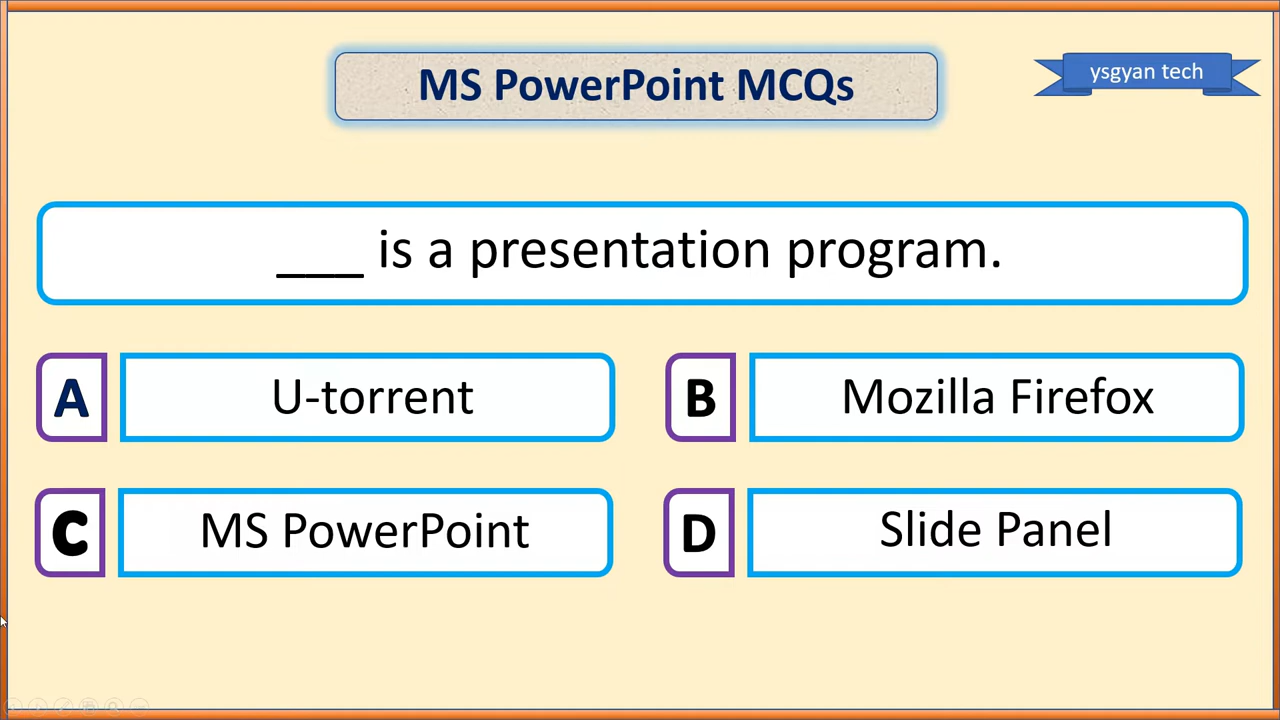 MS PowerPoint MCQs
ysgyan tech
___ is a presentation program.
A U-torrent
B Mozilla Firefox
C MS PowerPoint
D Slide Panel